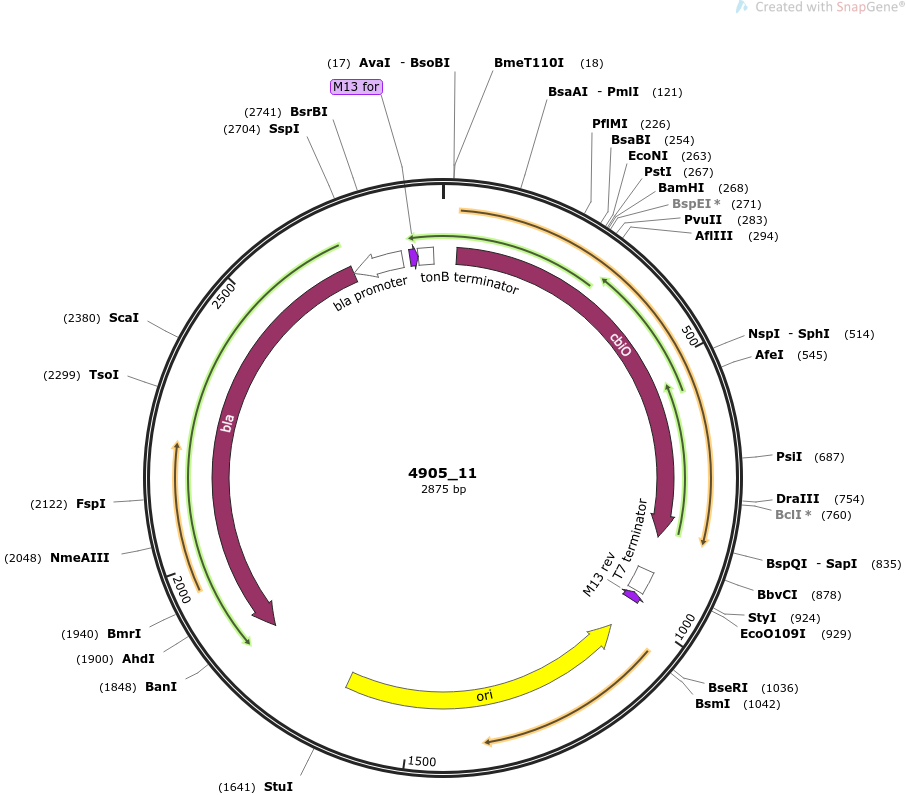 Created with SnapGene®
(17) AvaI - BsoBI
BmeT110I (18)
M13 for
BsaAI - PmlI (121)
(2741) BsrBI
(2704) SspI
PflMI (226)
BsaBI (254)
EcoNI (263)
PstI (267)
BamHI (268)
BspEI * (271)
PvuII (283)
AflIII (294)
bla promoter
tonB terminator
2500
(2380) ScaI
500
cbiO
NspI - SphI (514)
AfeI (545)
(2299) TsoI
bla
PsiI (687)
4905_11
2875 bp
(2122) FspI
DraIII (754)
BclI * (760)
T7 terminator
M13 rev
(2048) NmeAIII
BspQI - SapI (835)
2000
BbvCI (878)
StyI (924)
(1940) BmrI
1000
EcoO109I (929)
(1900) AhdI
(1848) BanI
BseRI (1036)
ori
BsmI (1042)
1500
(1641) StuI